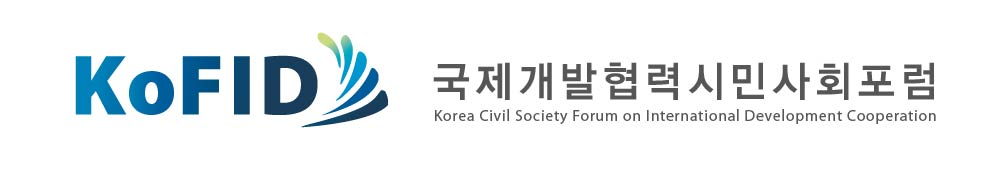 KoFID
국제개발협력시민사회포럼
Korea Civil Society Forum on International Development Cooperation